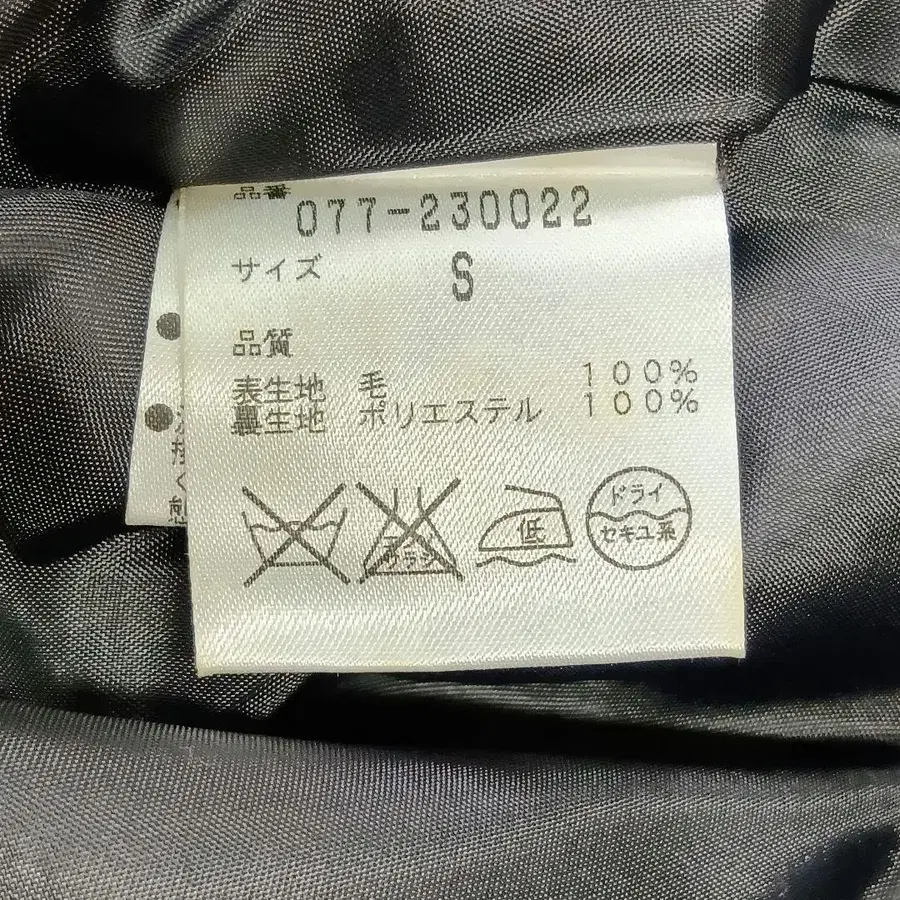 品番
077-230022
サイズ S
品質
表生地 毛 100%
裏生地 ポリエステル 100%
低
ドライ
セキユ系